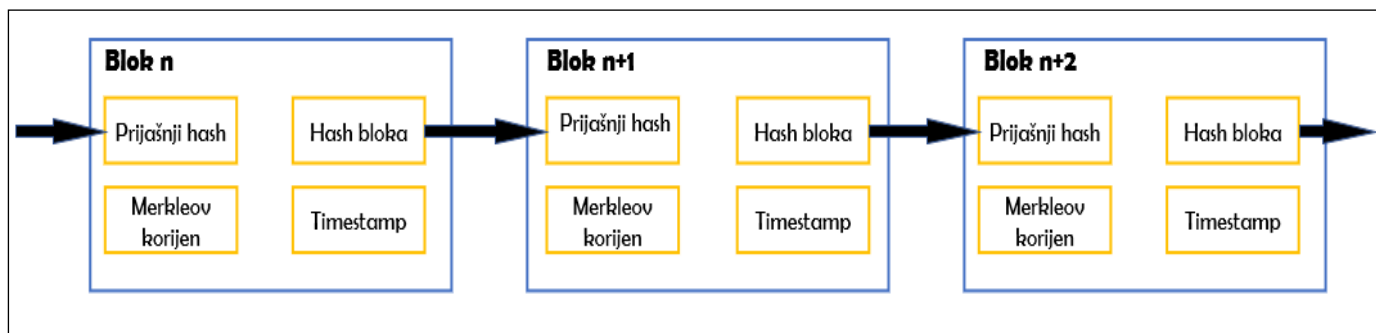 Blok n
Prijašnji hash
Hash bloka
Merkleov
korijen
Timestamp
Blok n+1
Prijašnji hash
Hash bloka
Merkleov
korijen
Timestamp
Blok n+2
Prijašnji hash
Hash bloka
Merkleov
korijen
Timestamp